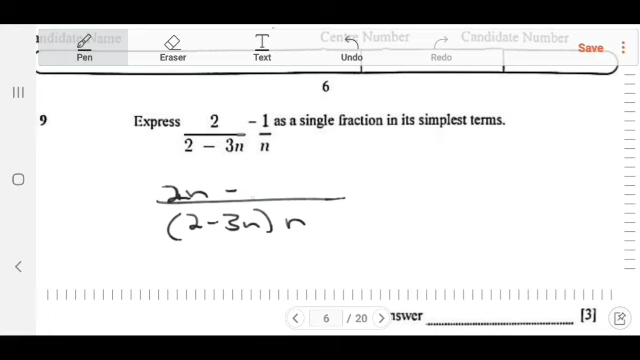 Candidate Name Centre Number Candidate Number
Pen Eraser Text Undo Redo Save
6
9 Express 2/(2 − 3n) − 1/n as a single fraction in its simplest terms.
2n −
(2 − 3n) n
6 / 20
nswer [3]